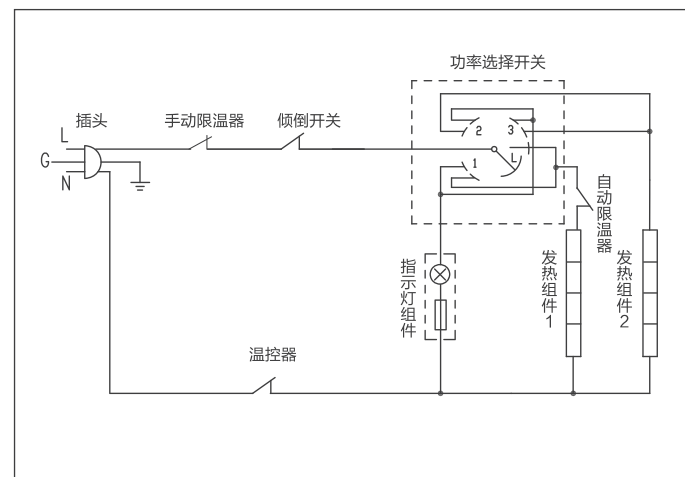 功率选择开关
插头
手动限温器
倾倒开关
L
G
N
2
3
1
L
自动限温器
指示灯组件
发热组件1
发热组件2
温控器